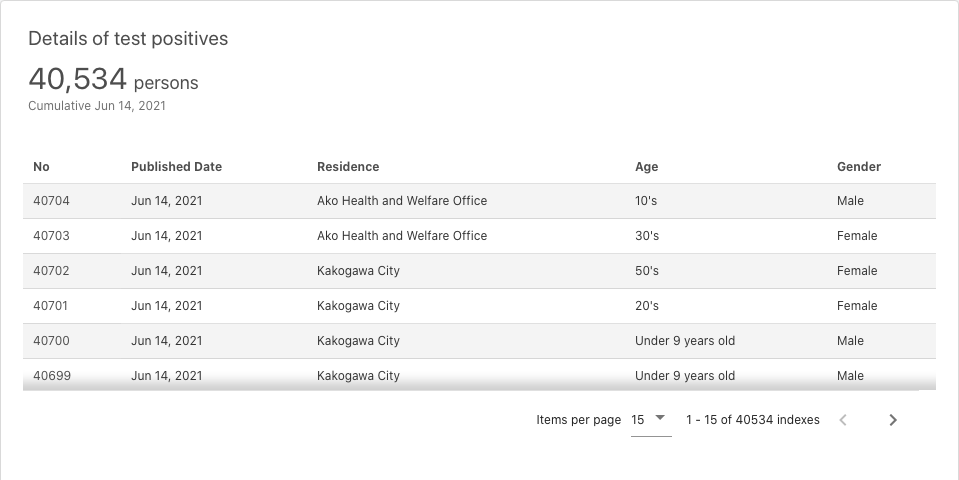 Details of test positives
40,534 persons
Cumulative Jun 14, 2021
No Published Date Residence Age Gender
40704 Jun 14, 2021 Ako Health and Welfare Office 10's Male
40703 Jun 14, 2021 Ako Health and Welfare Office 30's Female
40702 Jun 14, 2021 Kakogawa City 50's Female
40701 Jun 14, 2021 Kakogawa City 20's Female
40700 Jun 14, 2021 Kakogawa City Under 9 years old Male
40699 Jun 14, 2021 Kakogawa City Under 9 years old Male
Items per page 15 1 - 15 of 40534 indexes